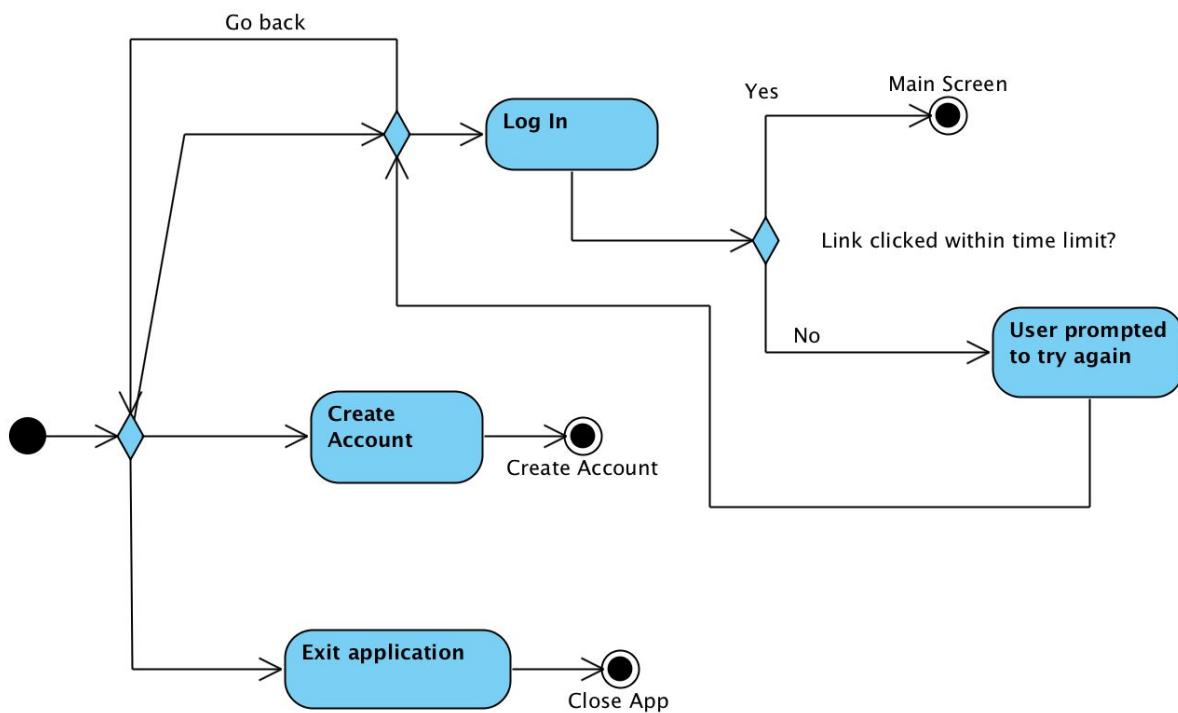 Go back
Yes
Main Screen
Log In
Link clicked within time limit?
No
User prompted
to try again
Create
Account
Create Account
Exit application
Close App